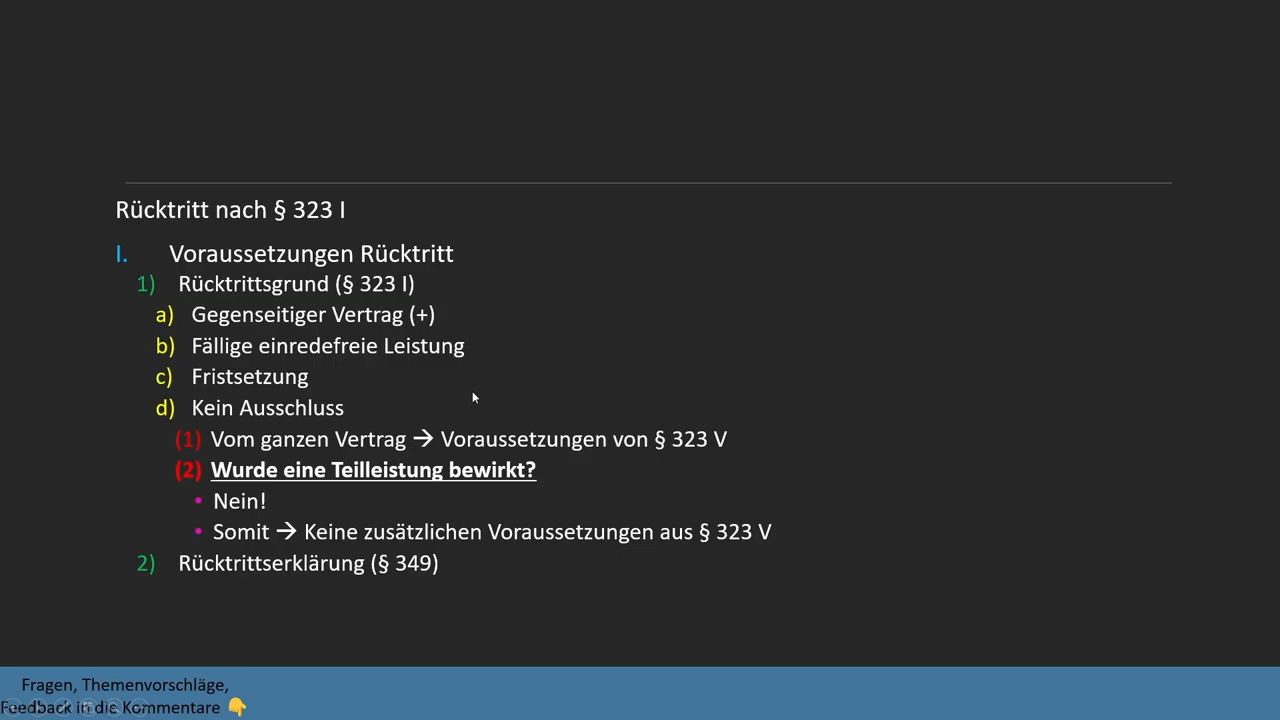 Rücktritt nach § 323 I
I. Voraussetzungen Rücktritt
1) Rücktrittsgrund (§ 323 I)
a) Gegenseitiger Vertrag (+)
b) Fällige einredefreie Leistung
c) Fristsetzung
d) Kein Ausschluss
(1) Vom ganzen Vertrag → Voraussetzungen von § 323 V
(2) Wurde eine Teilleistung bewirkt?
• Nein!
• Somit → Keine zusätzlichen Voraussetzungen aus § 323 V
2) Rücktrittserklärung (§ 349)
Fragen, Themenvorschläge,
Feedback in die Kommentare 👇